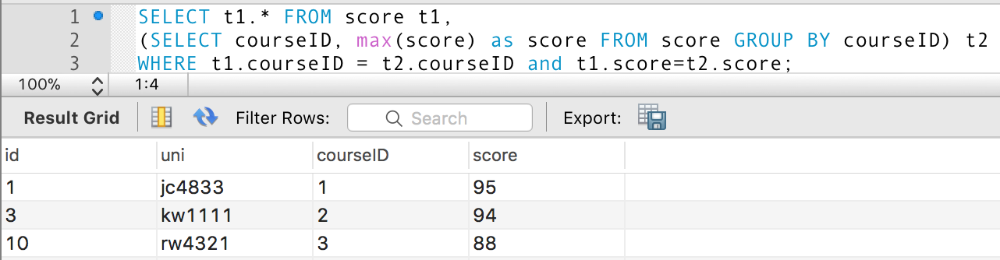 1 SELECT t1.* FROM score t1,
2 (SELECT courseID, max(score) as score FROM score GROUP BY courseID) t2
3 WHERE t1.courseID = t2.courseID and t1.score=t2.score;
100% 1:4
Result Grid Filter Rows: Search Export:
id uni courseID score
1 jc4833 1 95
3 kw1111 2 94
10 rw4321 3 88